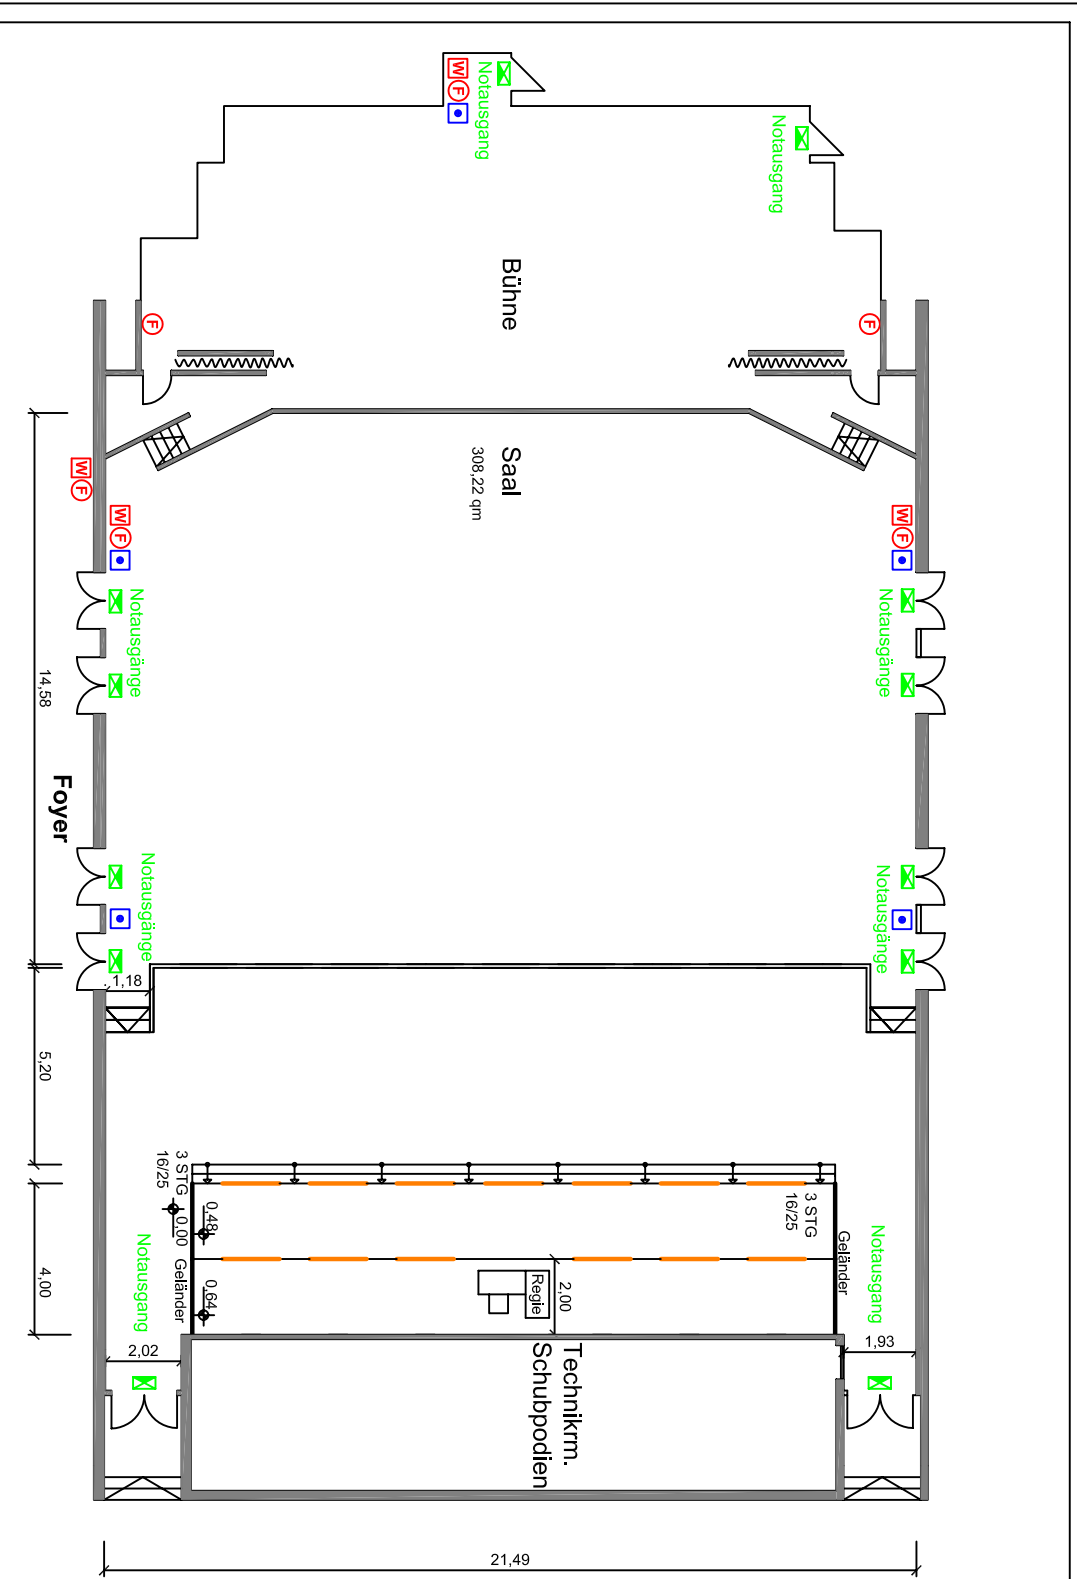 Notausgang
W F
Notausgang
Bühne
F
F
Saal
308,22 qm
W F
W F
W F
Notausgänge
Notausgänge
14,58
Foyer
Notausgänge
Notausgänge
1,18
5,20
3 STG
16/25
0,00
0,48
3 STG
16/25
Geländer
Geländer
Notausgang
Notausgang
0,64
Regie
2,00
4,00
2,02
1,93
Technikrm.
Schubpodien
21,49